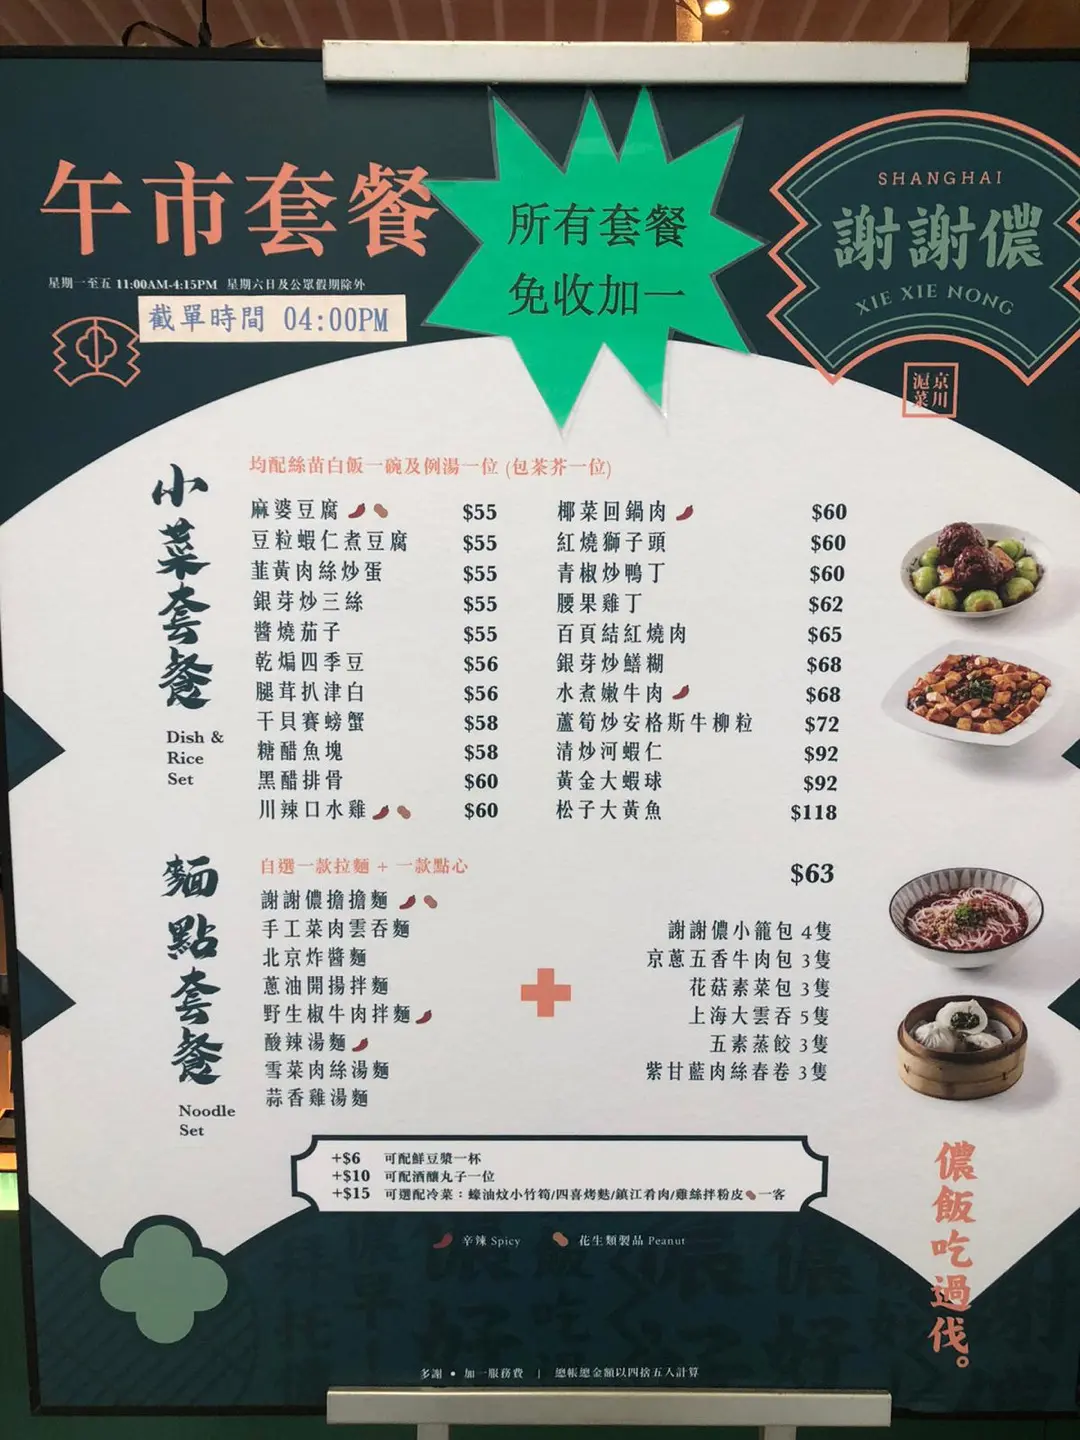 午市套餐
星期一至五 11:00AM-4:15PM 星期六日及公眾假期除外
截單時間 04:00PM
所有套餐
免收加一
SHANGHAI
謝謝儂
XIE XIE NONG
京川
滬菜
小菜套餐
Dish &
Rice
Set
均配絲苗白飯一碗及例湯一位 (包茶芥一位)
麻婆豆腐 $55
豆粒蝦仁煮豆腐 $55
韮黃肉絲炒蛋 $55
銀芽炒三絲 $55
醬燒茄子 $55
乾煸四季豆 $56
腿茸扒津白 $56
干貝賽螃蟹 $58
糖醋魚塊 $58
黑醋排骨 $60
川辣口水雞 $60
椰菜回鍋肉 $60
紅燒獅子頭 $60
青椒炒鴨丁 $60
腰果雞丁 $62
百頁結紅燒肉 $65
銀芽炒鱔糊 $68
水煮嫩牛肉 $68
蘆筍炒安格斯牛柳粒 $72
清炒河蝦仁 $92
黃金大蝦球 $92
松子大黃魚 $118
麵點套餐
Noodle
Set
自選一款拉麵 + 一款點心 $63
謝謝儂擔擔麵
手工菜肉雲吞麵
北京炸醬麵
蔥油開揚拌麵
野生椒牛肉拌麵
酸辣湯麵
雪菜肉絲湯麵
蒜香雞湯麵
謝謝儂小籠包 4隻
京蔥五香牛肉包 3隻
花菇素菜包 3隻
上海大雲吞 5隻
五素蒸餃 3隻
紫甘藍肉絲春卷 3隻
+$6 可配鮮豆漿一杯
+$10 可配酒釀丸子一位
+$15 可選配冷菜：蠔油炆小竹筍/四喜烤麩/鎮江肴肉/雞絲拌粉皮 一客
辛辣 Spicy 花生類製品 Peanut
儂飯吃過伐。
多謝 • 加一服務費 | 總帳總金額以四捨五入計算